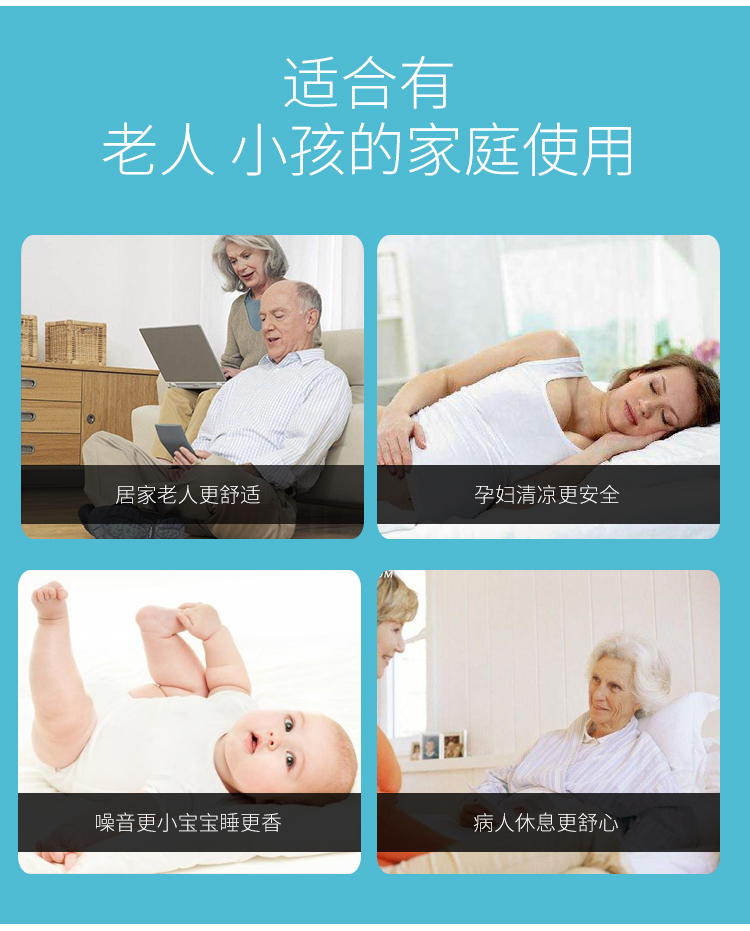 适合有
老人 小孩的家庭使用
居家老人更舒适
孕妇清凉更安全
噪音更小宝宝睡更香
病人休息更舒心